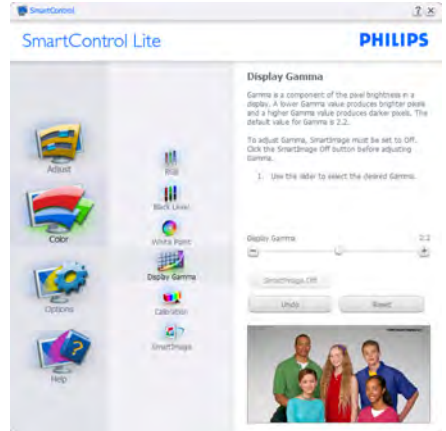 SmartControl
SmartControl Lite
PHILIPS
Adjust
Color
Options
Help
RGB
Black Level
White Point
Display Gamma
Calibration
SmartImage
Display Gamma
Gamma is a component of the pixel brightness in a
display. A lower Gamma value produces brighter pixels
and a higher Gamma value produces darker pixels. The
default value for Gamma is 2.2.
To adjust Gamma, SmartImage must be set to Off.
Click the SmartImage Off button before adjusting
Gamma.
1. Use the slider to select the desired Gamma.
Display Gamma 2.2
SmartImage Off
Undo Reset